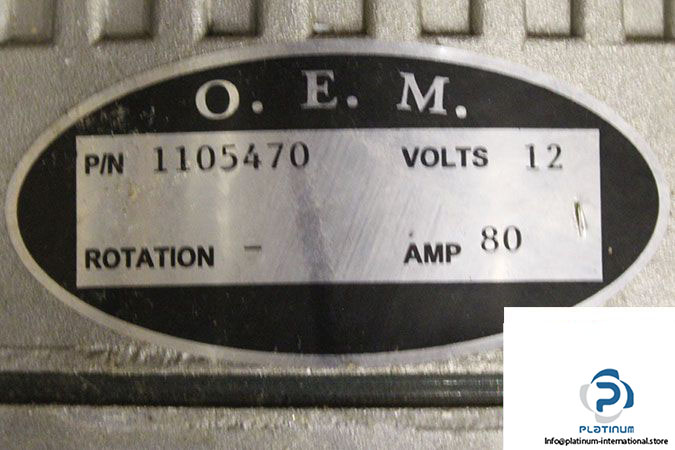 O. E. M.
P/N 1105470 VOLTS 12
ROTATION - AMP 80
PLATINUM
Info@platinum-international.store